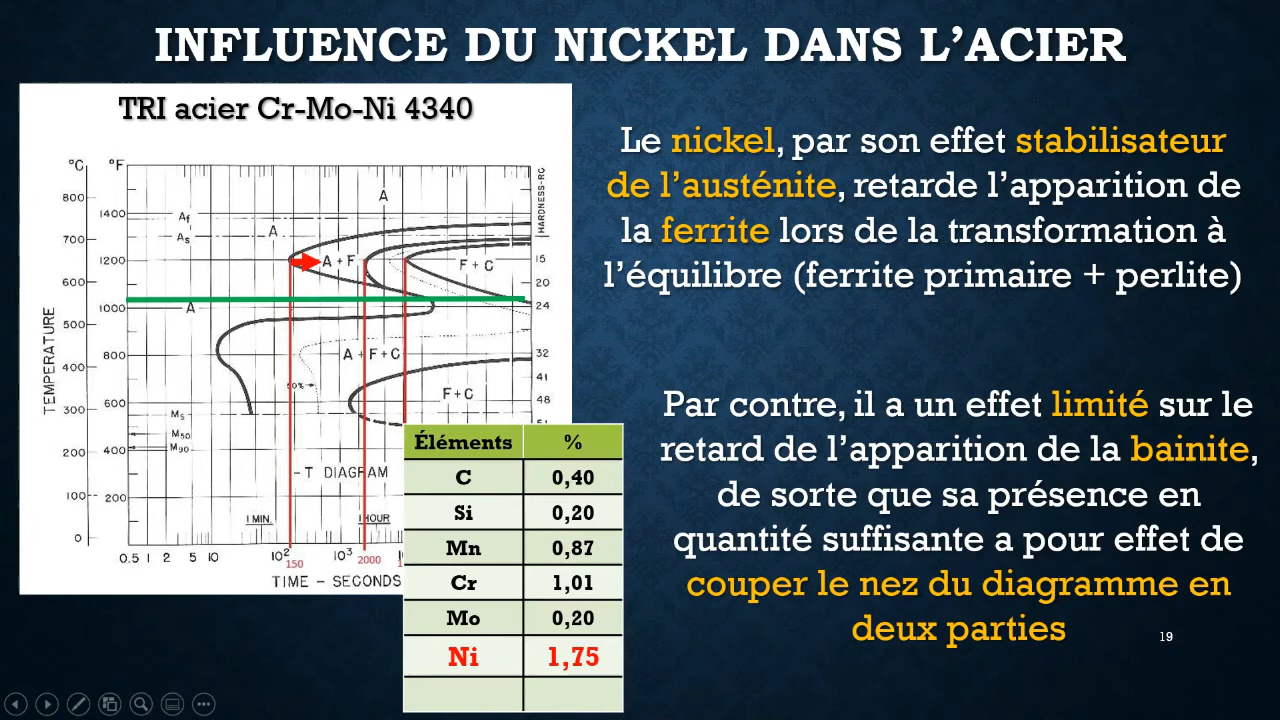 INFLUENCE DU NICKEL DANS L’ACIER
TRI acier Cr-Mo-Ni 4340
°C °F
800
1400
Af
As
A
A
700
1200
A + F
F + C
15
600
20
1000
A
24
500
800
A + F + C
32
400
50%
41
600
F + C
48
300
Ms
M50
M90
200
400
- T DIAGRAM
100
200
1 MIN.
1 HOUR
0
0.5 1 2 5 10 10² 10³
150
2000
TIME – SECONDS
TEMPERATURE
HARDNESS-RC
Éléments %
C 0,40
Si 0,20
Mn 0,87
Cr 1,01
Mo 0,20
Ni 1,75
Le nickel, par son effet stabilisateur
de l’austénite, retarde l’apparition de
la ferrite lors de la transformation à
l’équilibre (ferrite primaire + perlite)
Par contre, il a un effet limité sur le
retard de l’apparition de la bainite,
de sorte que sa présence en
quantité suffisante a pour effet de
couper le nez du diagramme en
deux parties
19